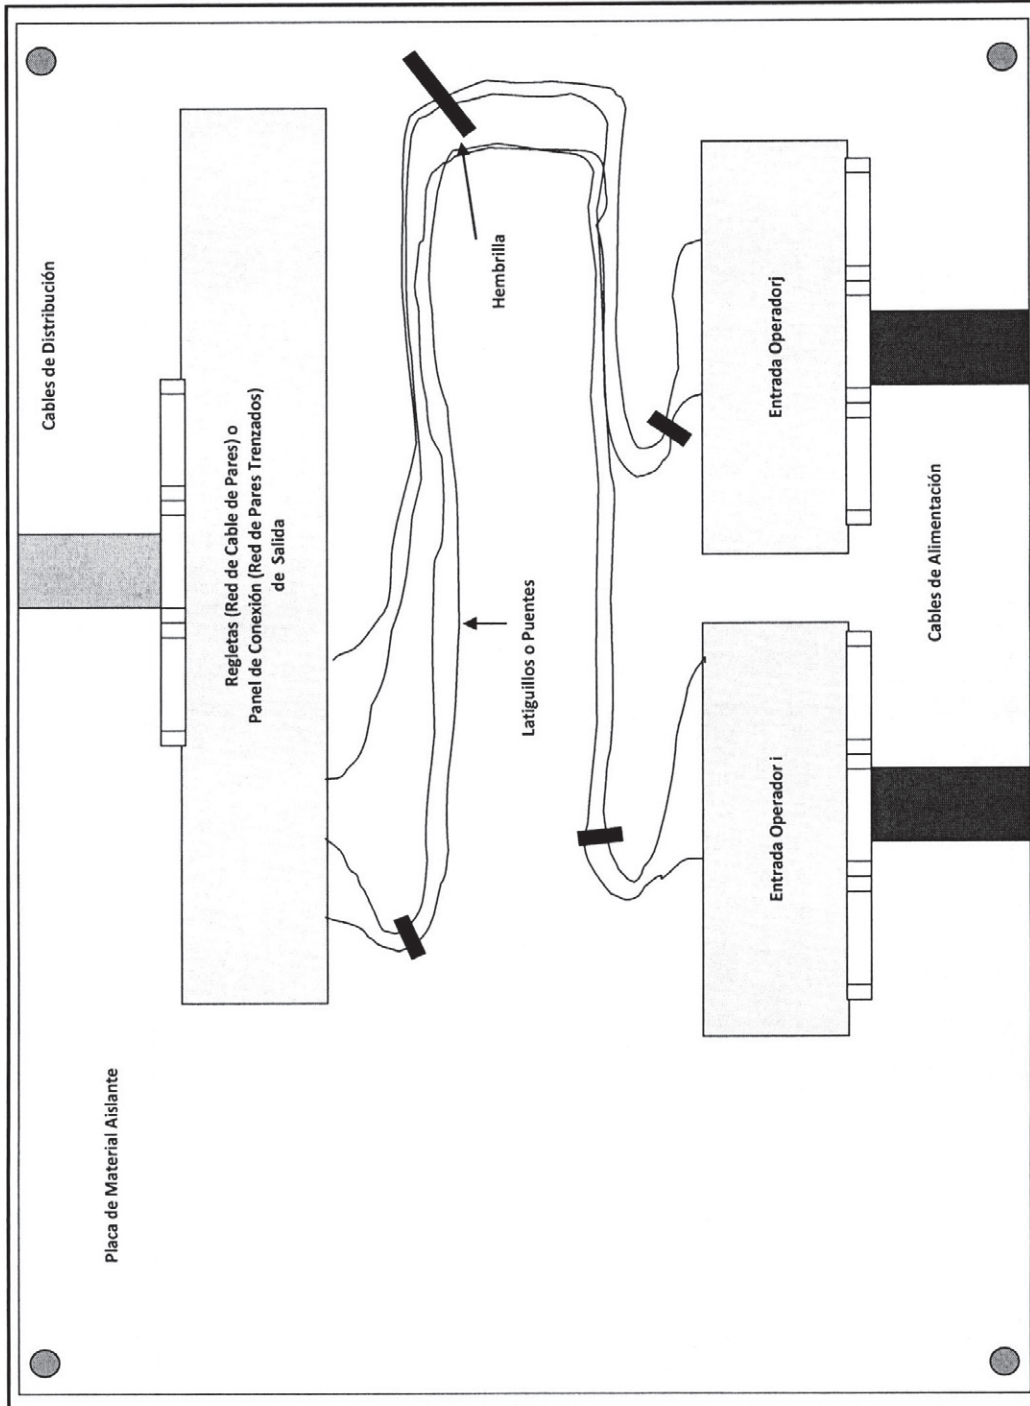 Placa de Material Aislante
Cables de Distribución
Regletas (Red de Cable de Pares) o
Panel de Conexión (Red de Pares Trenzados)
de Salida
Hembrilla
Latiguillos o Puentes
Entrada Operador i
Entrada Operadorj
Cables de Alimentación